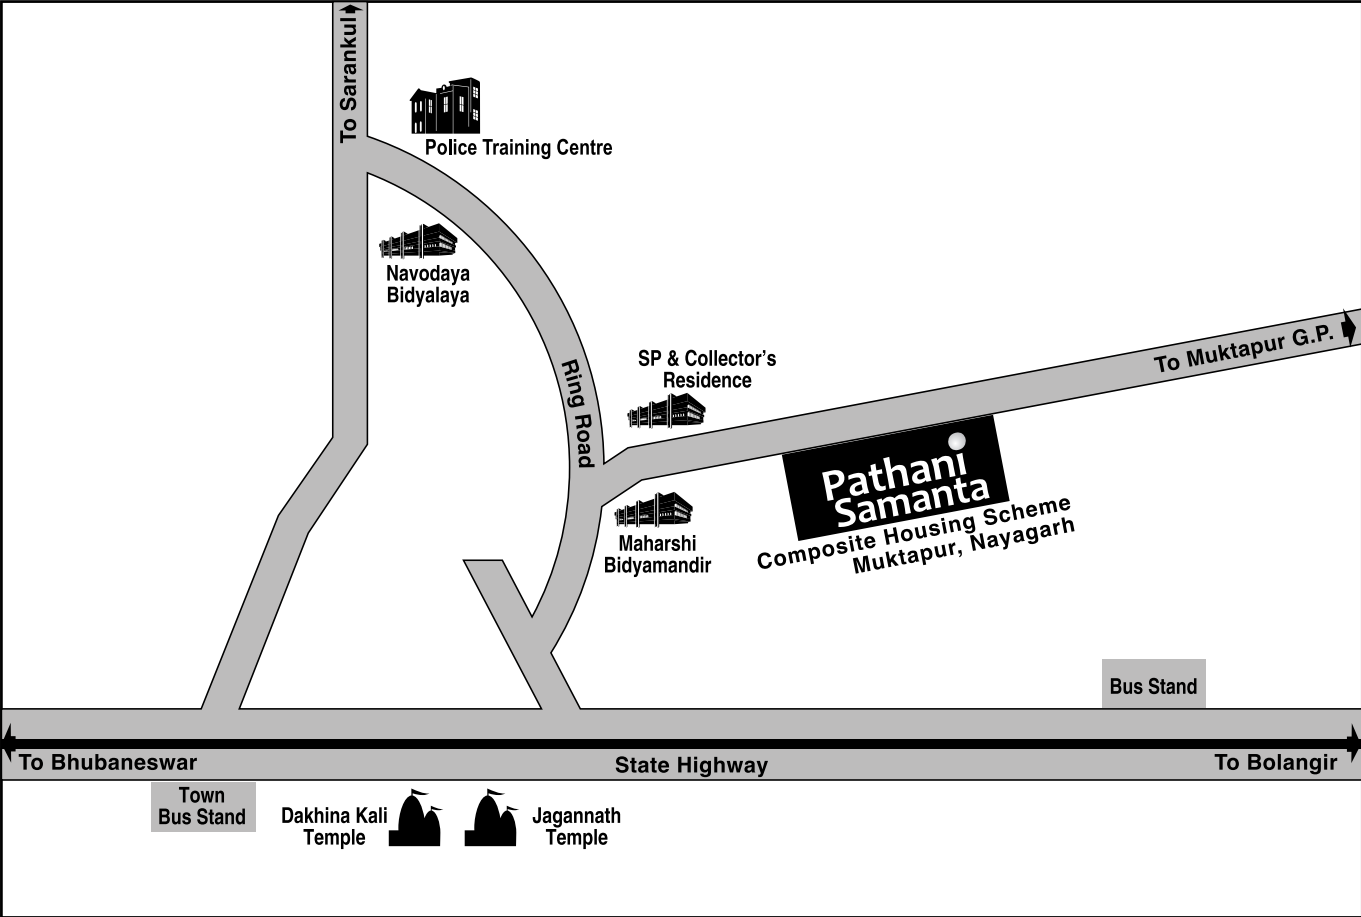 To Sarankul
Police Training Centre
Navodaya
Bidyalaya
Ring Road
SP & Collector's
Residence
To Muktapur G.P.
Pathani
Samanta
Composite Housing Scheme
Muktapur, Nayagarh
Maharshi
Bidyamandir
Bus Stand
To Bhubaneswar
State Highway
To Bolangir
Town
Bus Stand
Dakhina Kali
Temple
Jagannath
Temple